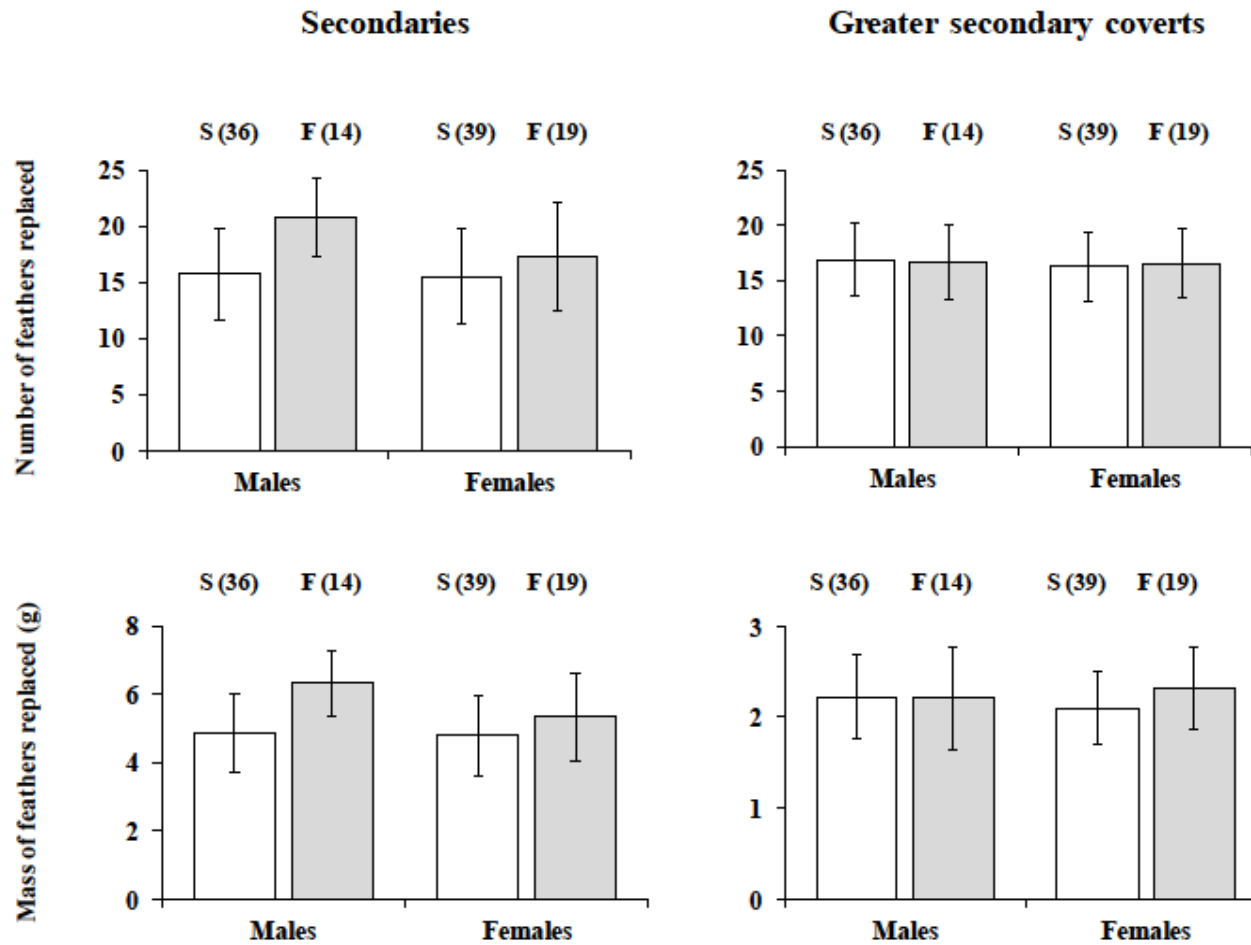 Secondaries
Greater secondary coverts
S (36) F (14) S (39) F (19)
Number of feathers replaced
25
20
15
10
5
0
Males Females
S (36) F (14) S (39) F (19)
25
20
15
10
5
0
Males Females
S (36) F (14) S (39) F (19)
Mass of feathers replaced (g)
8
6
4
2
0
Males Females
S (36) F (14) S (39) F (19)
3
2
1
0
Males Females